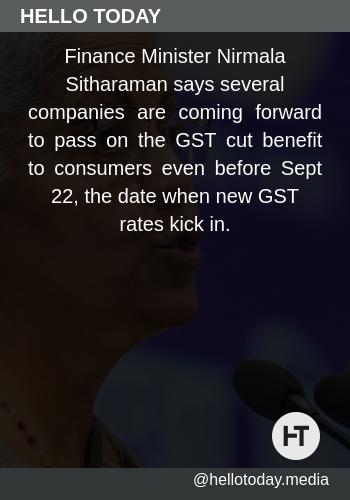 HELLO TODAY
Finance Minister Nirmala
Sitharaman says several
companies are coming forward
to pass on the GST cut benefit
to consumers even before Sept
22, the date when new GST
rates kick in.
HT
@hellotoday.media